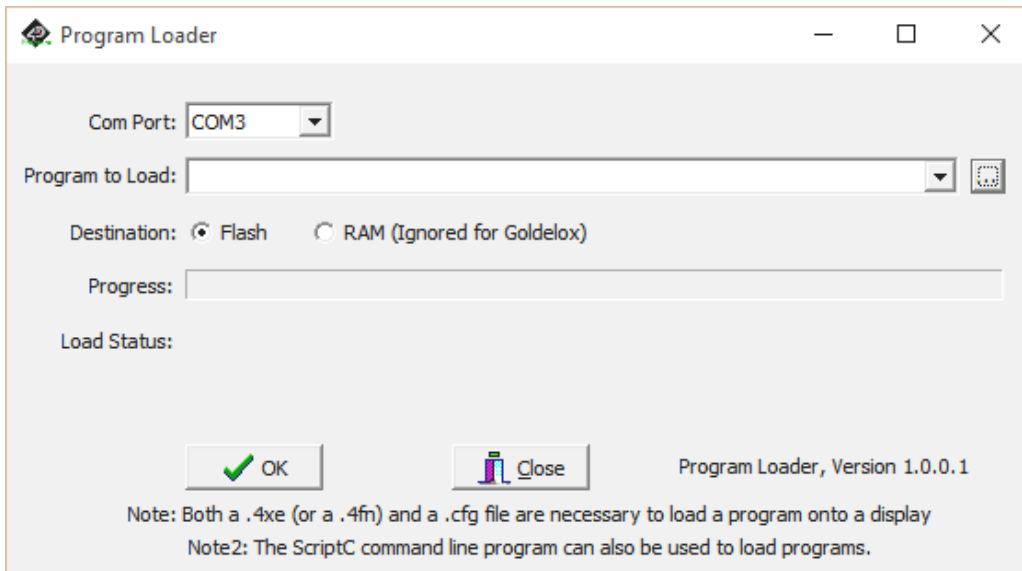 Program Loader
Com Port: COM3
Program to Load:
Destination: Flash RAM (Ignored for Goldelox)
Progress:
Load Status:
OK Close Program Loader, Version 1.0.0.1
Note: Both a .4xe (or a .4fn) and a .cfg file are necessary to load a program onto a display
Note2: The ScriptC command line program can also be used to load programs.